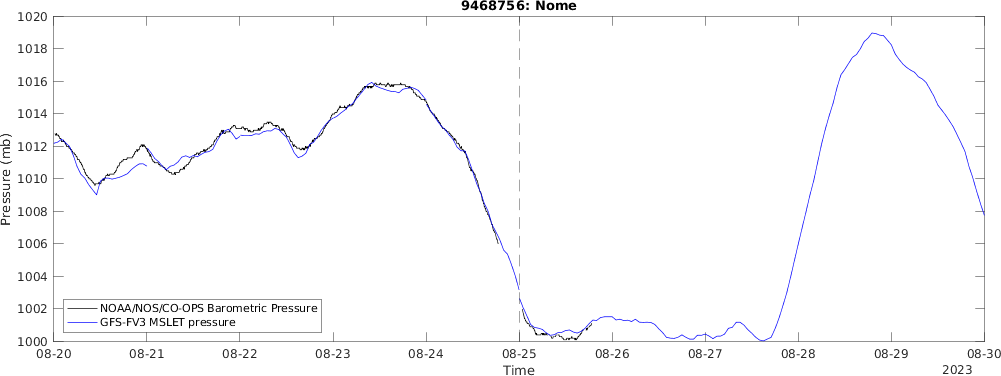 9468756: Nome
1020
1018
1016
1014
1012
1010
1008
1006
1004
1002
1000
Pressure (mb)
NOAA/NOS/CO-OPS Barometric Pressure
GFS-FV3 MSLET pressure
08-20 08-21 08-22 08-23 08-24 08-25 08-26 08-27 08-28 08-29 08-30
Time
2023